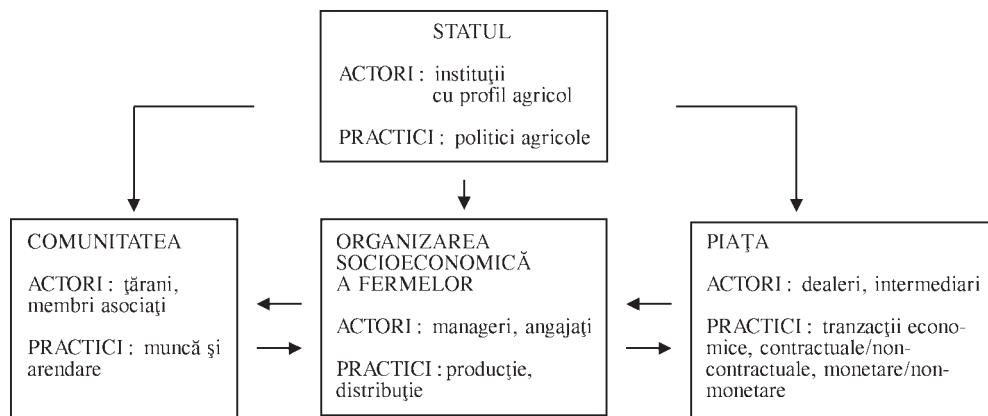 STATUL
ACTORI : instituţii
cu profil agricol
PRACTICI : politici agricole
COMUNITATEA
ACTORI : ţărani,
membri asociaţi
PRACTICI : muncă şi
arendare
ORGANIZAREA
SOCIOECONOMICĂ
A FERMELOR
ACTORI : manageri, angajaţi
PRACTICI : producţie,
distribuţie
PIAŢA
ACTORI : dealeri, intermediari
PRACTICI : tranzacţii econo-
mice, contractuale/non-
contractuale, monetare/non-
monetare